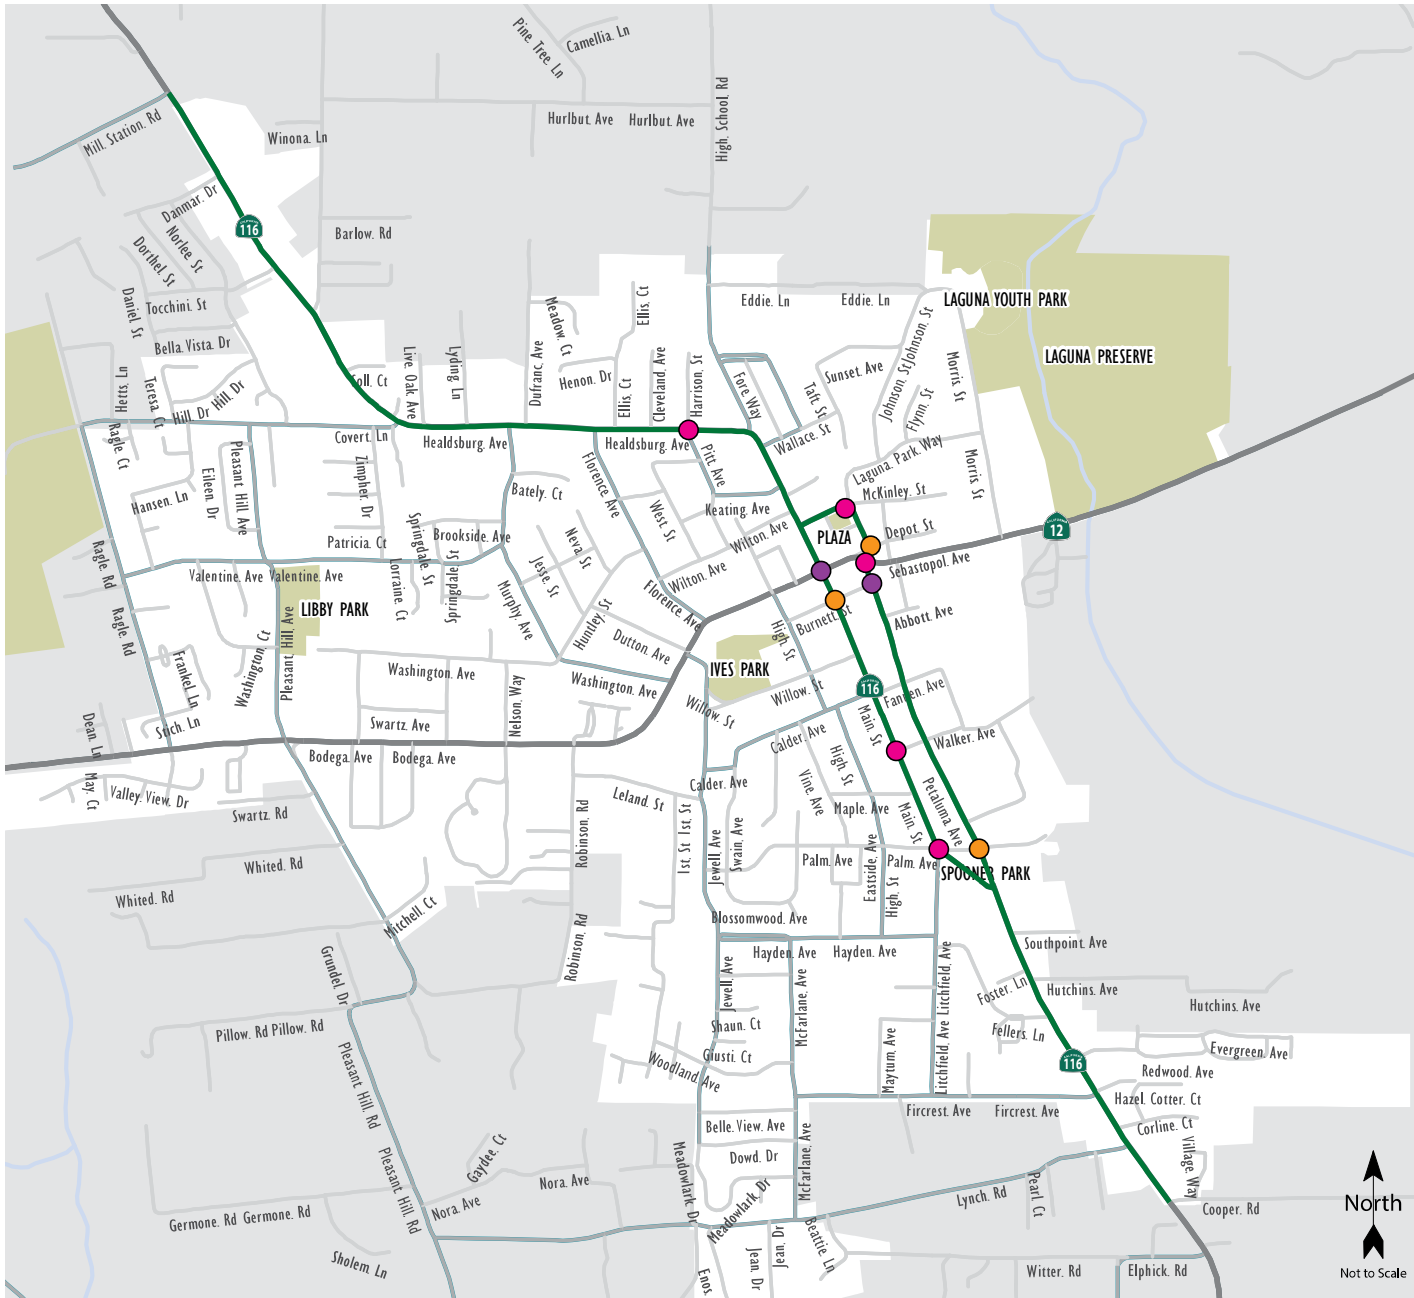 Pine. Tree. Ln
Camellia. Ln
High. School. Rd
Hurlbut. Ave
Hurlbut. Ave
Mill. Station. Rd
Winona. Ln
Danmar. Dr
116
Norlee. St
Dorthel. St
Barlow. Rd
Daniel. St
Tocchini. St
Bella. Vista. Dr
Meadow. Ct
Ellis. Ct
Eddie. Ln
Eddie. Ln
LAGUNA YOUTH PARK
LAGUNA PRESERVE
Johnson. St
Johnson. St
Morris. St
Hetts. Ln
Teresa. Ct
Hill. Dr
Hill. Dr
Live. Oak. Ave
Lyding. Ln
Dufranc. Ave
Henon. Dr
Ellis. Ct
Cleveland. Ave
Harrison. St
Fore. Way
Taft. St
Sunset. Ave
Flynn. St
Ragle. Ct
Covert. Ln
Healdsburg. Ave
Healdsburg. Ave
Wallace. St
Laguna. Park. Way
Morris. St
Pleasant. Hill. Ave
Eileen. Dr
Hansen. Ln
Zimpher. Dr
Bately. Ct
Florence. Ave
Pitt. Ave
McKinley. St
Keating. Ave
West. St
Wilton. Ave
PLAZA
Depot. St
12
Ragle. Rd
Patricia. Ct
Springdale. St
Brookside. Ave
Neva. St
Jesse. St
Wilton. Ave
Sebastopol. Ave
Valentine. Ave
Valentine. Ave
Lorraine. Ct
Springdale. St
Murphy. Ave
Huntley. St
Florence. Ave
Burnett. St
Abbott. Ave
LIBBY PARK
Ragle. Rd
Pleasant. Hill. Ave
Washington. Ct
Dutton. Ave
High. St
IVES PARK
Frankel. Ln
Washington. Ave
Washington. Ave
Nelson. Way
Willow. St
Willow. St
116
Fannen. Ave
Stich. Ln
Dean. Ln
Swartz. Ave
Main. St
Walker. Ave
Calder. Ave
High. St
Bodega. Ave
Bodega. Ave
May. Ct
Valley. View. Dr
Swartz. Rd
Leland. St
Calder. Ave
Vine. Ave
Maple. Ave
Main. St
Petaluma. Ave
Robinson. Rd
1st. St
1st. St
Jewell. Ave
Swain. Ave
Palm. Ave
Eastside. Ave
Palm. Ave
SPOONER PARK
Whited. Rd
Whited. Rd
Mitchell. Ct
High. St
Blossomwood. Ave
Robinson. Rd
Hayden. Ave
Hayden. Ave
Southpoint. Ave
Grundel. Dr
Jewell. Ave
McFarlane. Ave
Litchfield. Ave
Litchfield. Ave
Foster. Ln
Hutchins. Ave
Hutchins. Ave
Pillow. Rd
Pillow. Rd
Shaun. Ct
Fellers. Ln
Giusti. Ct
Woodland. Ave
Maytum. Ave
116
Evergreen. Ave
Redwood. Ave
Pleasant. Hill. Rd
Hazel. Cotter. Ct
Fircrest. Ave
Fircrest. Ave
Belle. View. Ave
Corline. Ct
Village. Way
Dowd. Dr
Gaydee. Ct
Pleasant. Hill. Rd
Meadowlark. Dr
Meadowlark. Dr
McFarlane. Ave
Nora. Ave
Nora. Ave
Lynch. Rd
Pearl. Ct
North
Cooper. Rd
Germone. Rd
Germone. Rd
Sholem. Ln
Beattie. Ln
Jean. Dr
Jean. Dr
Enos.
Witter. Rd
Elphick. Rd
Not to Scale